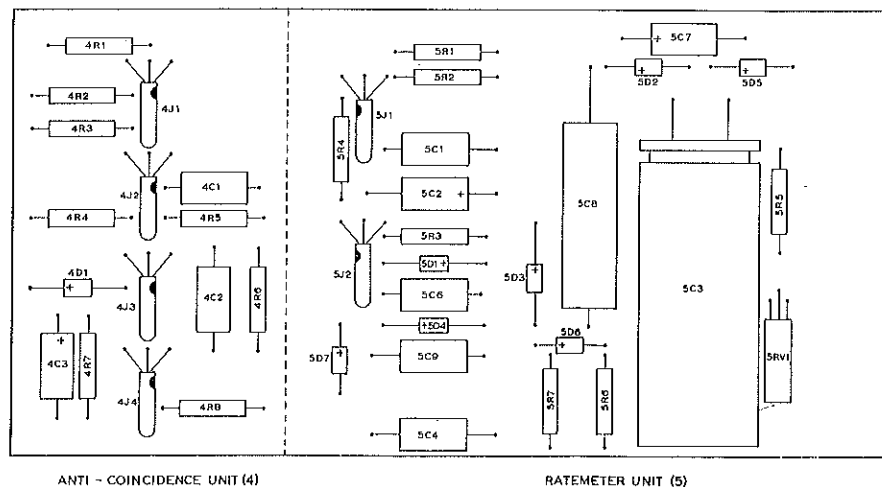 4R1
4R2
4J1
4R3
4J2
4C1
4R4
4R5
4D1
+
4J3
4C2
4R6
4C3
+
4R7
4J4
4R8
5R1
5R2
5J1
5R4
5C1
5C2 +
5R3
5J2
5D1 +
5C6
+5D4
5D7
+
5C9
5C4
+ 5C7
+
5D2
+
5D5
5C8
5R5
5C3
5D3
+
5D6
+
5RV1
5R7
5R6
ANTI - COINCIDENCE UNIT (4)
RATEMETER UNIT (5)